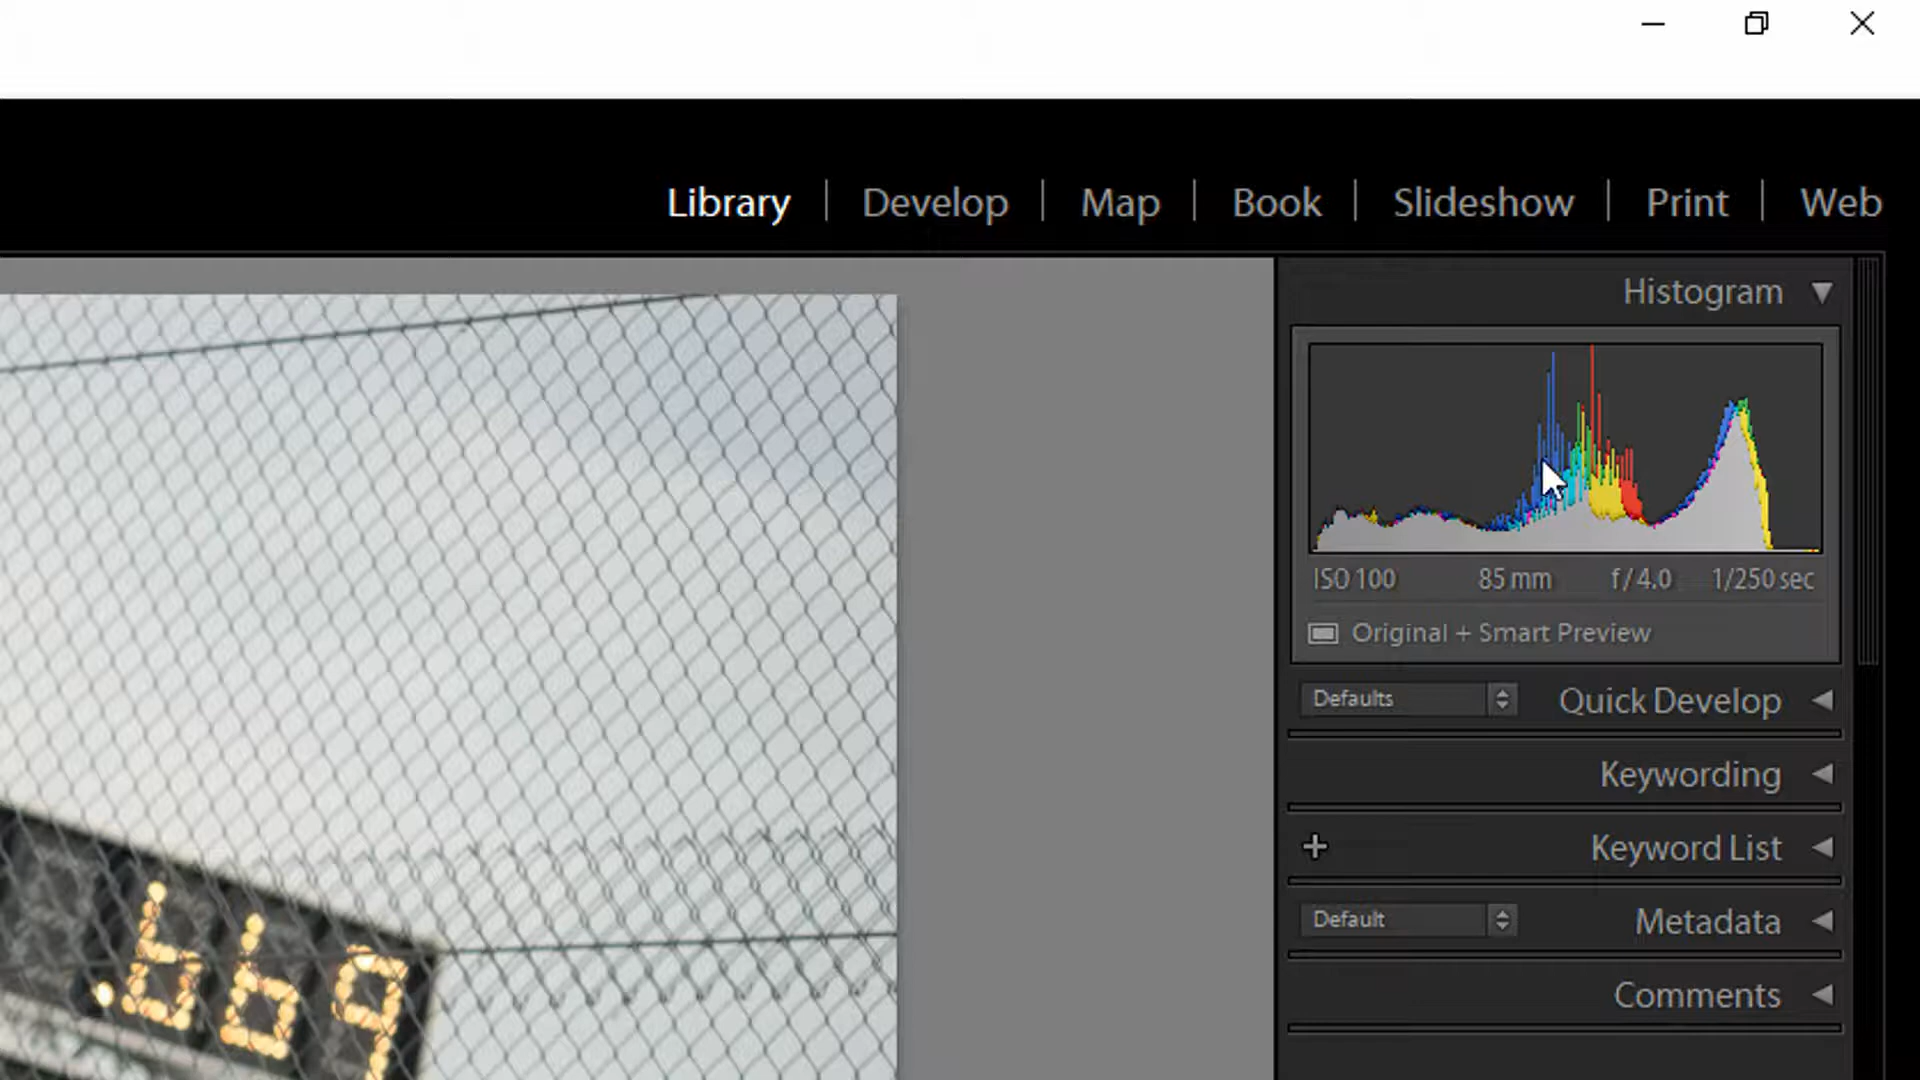 Library | Develop | Map | Book | Slideshow | Print | Web
Histogram
ISO 100 85 mm f / 4.0 1/250 sec
Original + Smart Preview
Defaults Quick Develop
Keywording
+ Keyword List
Default Metadata
Comments
.669